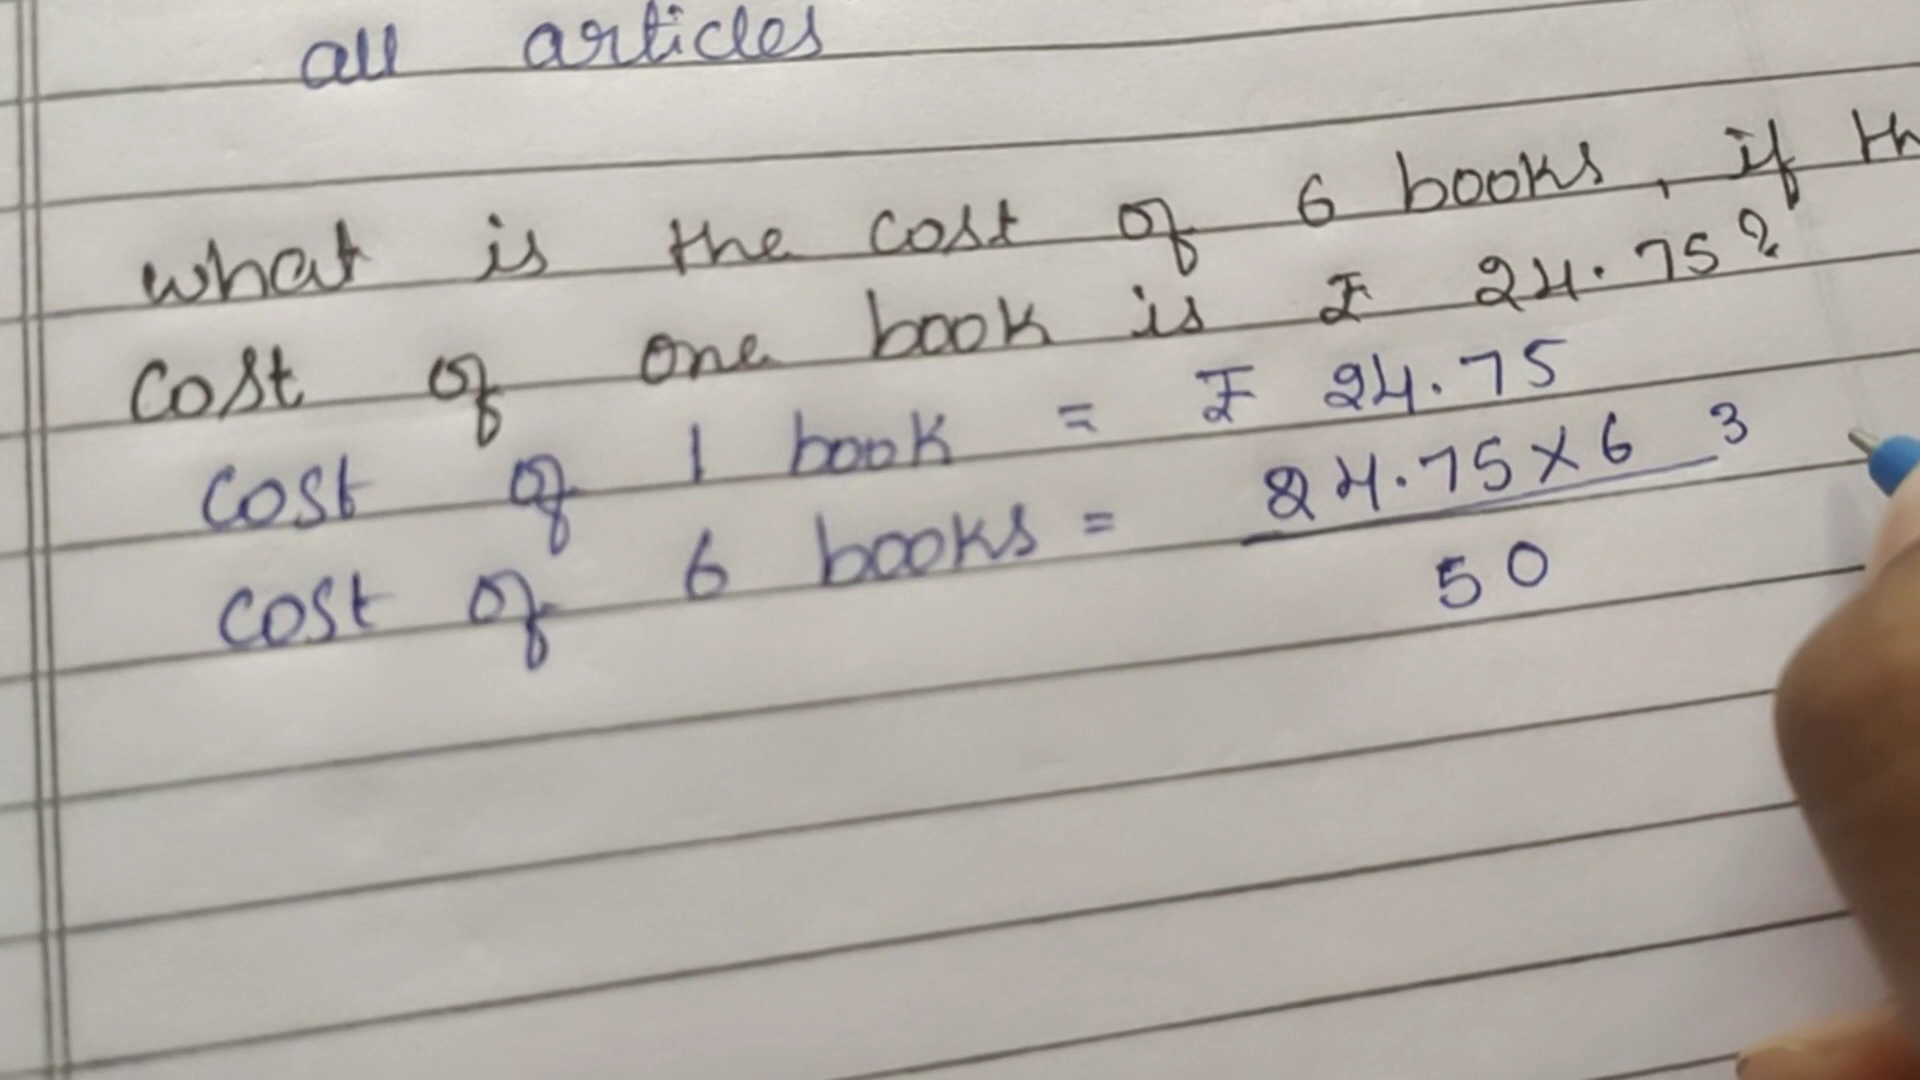 all articles
what is the cost of 6 books, if th
cost of one book is ₹ 24.75?
cost of 1 book = ₹ 24.75
cost of 6 books = 24.75×6 3
50